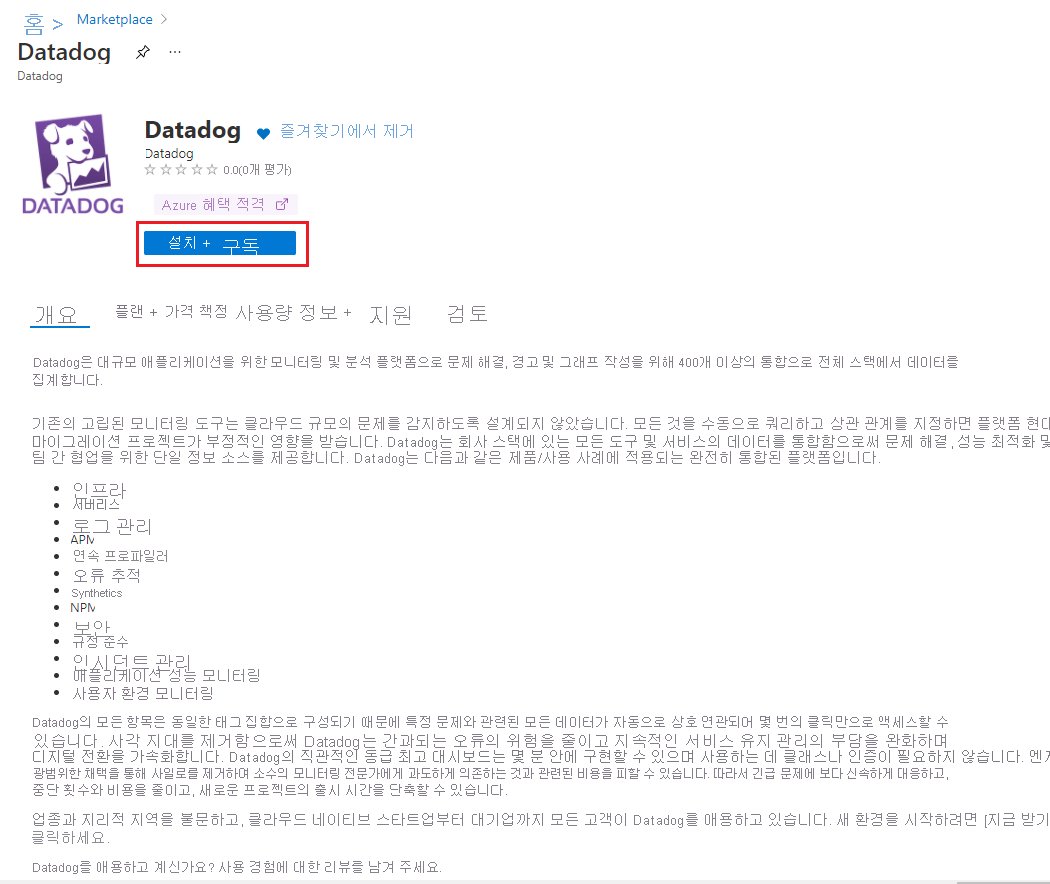 홈 > Marketplace >
Datadog ...
Datadog
DATADOG
Datadog 즐겨찾기에서 제거
Datadog
0.0(0개 평가)
Azure 혜택 적격
설치 + 구독
개요 플랜 + 가격 책정 사용량 정보 + 지원 검토
Datadog은 대규모 애플리케이션을 위한 모니터링 및 분석 플랫폼으로 문제 해결, 경고 및 그래프 작성을 위해 400개 이상의 통합으로 전체 스택에서 데이터를
집계합니다.
기존의 고립된 모니터링 도구는 클라우드 규모의 문제를 감지하도록 설계되지 않았습니다. 모든 것을 수동으로 쿼리하고 상관 관계를 지정하면 플랫폼 현대
마이그레이션 프로젝트가 부정적인 영향을 받습니다. Datadog는 회사 스택에 있는 모든 도구 및 서비스의 데이터를 통합함으로써 문제 해결, 성능 최적화 및
팀 간 협업을 위한 단일 정보 소스를 제공합니다. Datadog는 다음과 같은 제품/사용 사례에 적용되는 완전히 통합된 플랫폼입니다.
• 인프라
• 서버리스
• 로그 관리
• APM
• 연속 프로파일러
• 오류 추적
• Synthetics
• NPM
• 보안
• 규정 준수
• 인시던트 관리
• 애플리케이션 성능 모니터링
• 사용자 환경 모니터링
Datadog의 모든 항목은 동일한 태그 집합으로 구성되기 때문에 특정 문제와 관련된 모든 데이터가 자동으로 상호 연관되어 몇 번의 클릭만으로 액세스할 수
있습니다. 사각 지대를 제거함으로써 Datadog는 간과되는 오류의 위험을 줄이고 지속적인 서비스 유지 관리의 부담을 완화하며
디지털 전환을 가속화합니다. Datadog의 직관적인 동급 최고 대시보드는 몇 분 안에 구현할 수 있으며 사용하는 데 클래스나 인증이 필요하지 않습니다. 엔지
광범위한 채택을 통해 사일로를 제거하며 소수의 모니터링 전문가에게 과도하게 의존하는 것과 관련된 비용을 피할 수 있습니다. 따라서 긴급 문제에 보다 신속하게 대응하고,
중단 횟수와 비용을 줄이고, 새로운 프로젝트의 출시 시간을 단축할 수 있습니다.
업종과 지리적 지역을 불문하고, 클라우드 네이티브 스타트업부터 대기업까지 모든 고객이 Datadog를 애용하고 있습니다. 새 환경을 시작하려면 [지금 받기
클릭하세요.
Datadog를 애용하고 계신가요? 사용 경험에 대한 리뷰를 남겨 주세요.